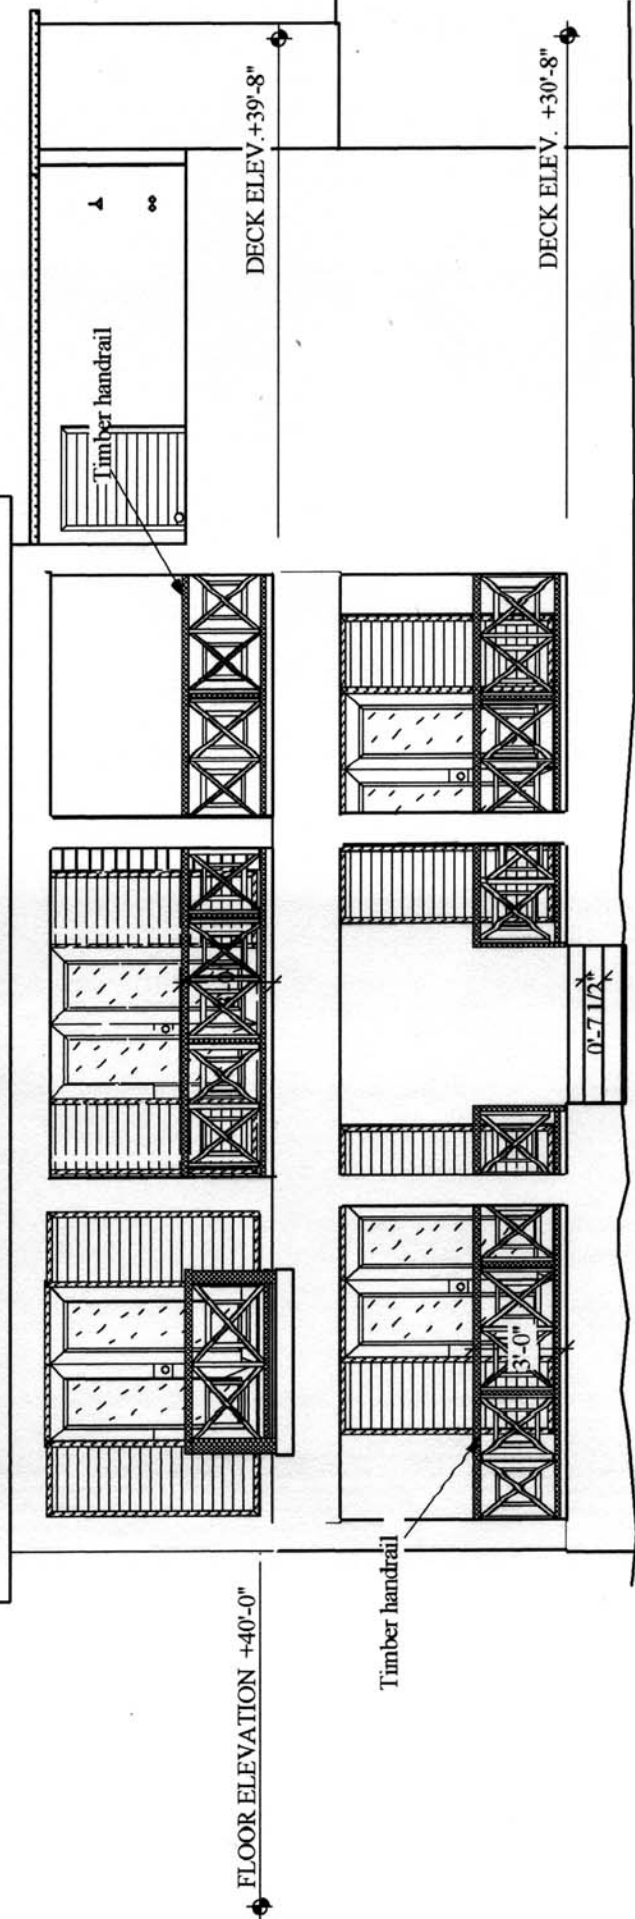 DECK ELEV.+39'-8"
DECK ELEV. +30'-8"
Timber handrail
0'-7 1/2"
3'-0"
Timber handrail
FLOOR ELEVATION +40'-0"